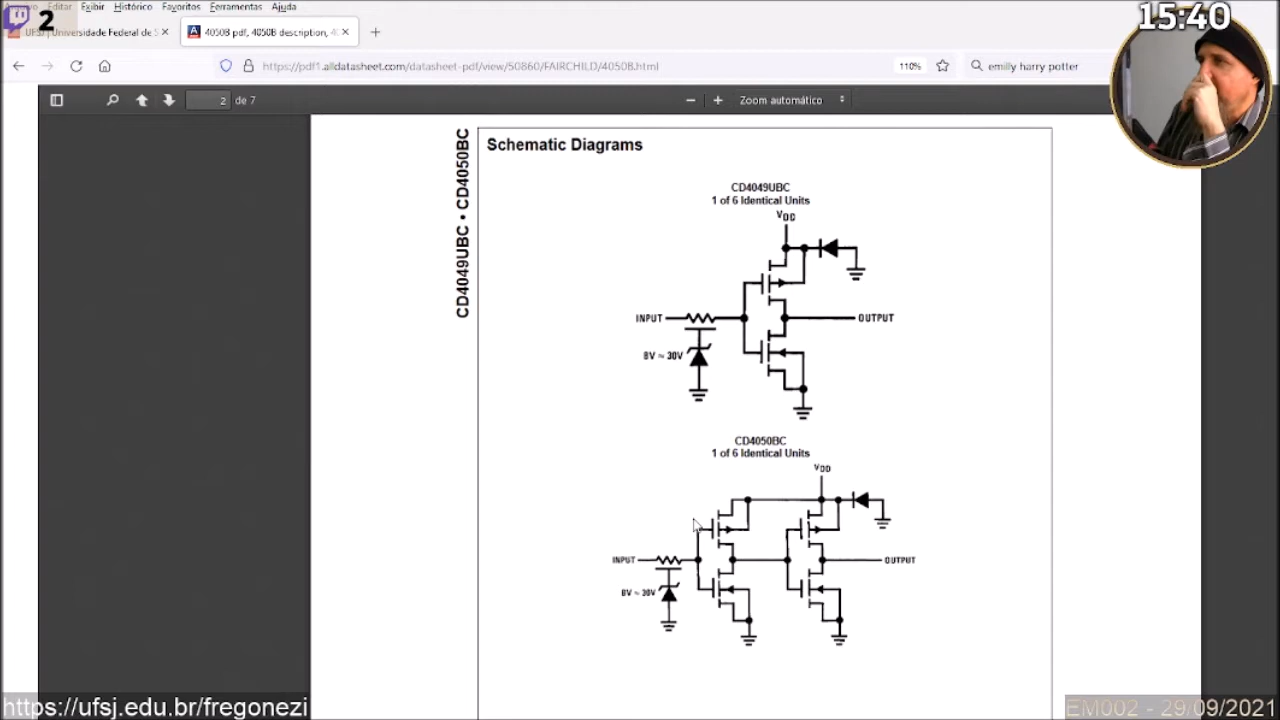 Editar Exibir Histórico Favoritos Ferramentas Ajuda
2
15:40
UFSJ | Universidade Federal de S
4050B pdf, 4050B description, 4
https://pdf1.alldatasheet.com/datasheet-pdf/view/50860/FAIRCHILD/4050B.html
110%
emilly harry potter
2 de 7
Zoom automático
CD4049UBC • CD4050BC
Schematic Diagrams
CD4049UBC
1 of 6 Identical Units
VDD
INPUT
OUTPUT
BV ≈ 30V
CD4050BC
1 of 6 Identical Units
VDD
INPUT
OUTPUT
BV ≈ 30V
https://ufsj.edu.br/fregonezi
EM002 - 29/09/2021